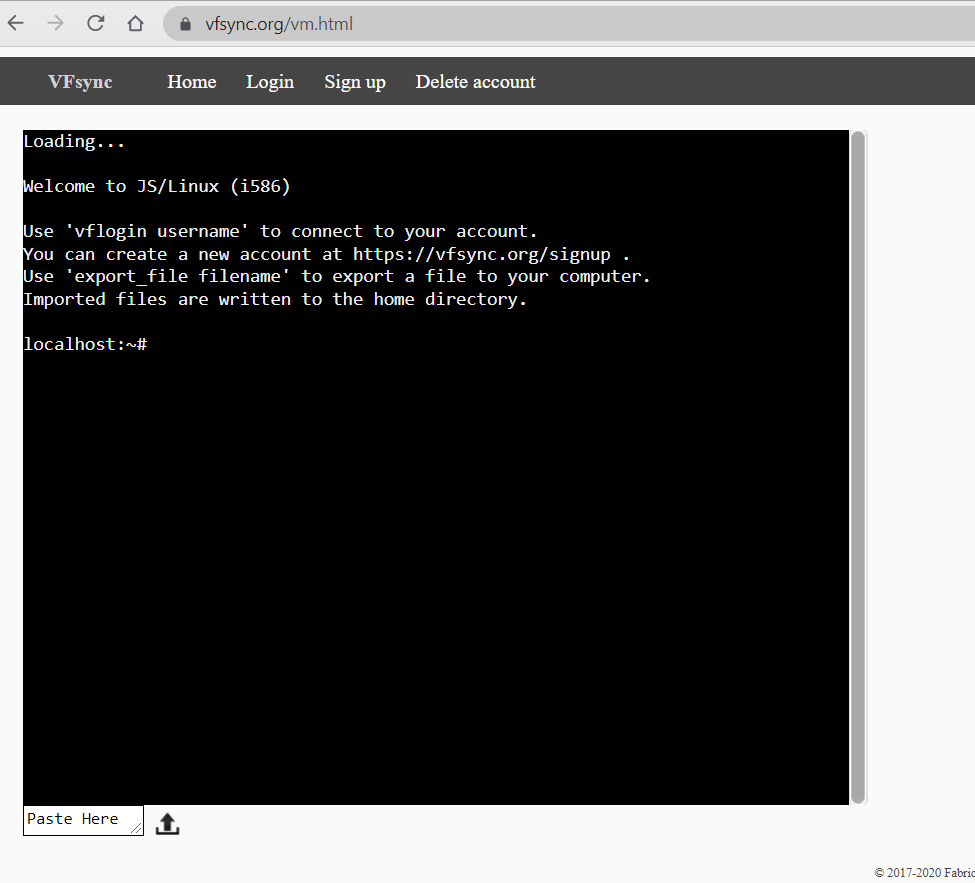 vfsync.org/vm.html
VFsync Home Login Sign up Delete account
Loading...
Welcome to JS/Linux (i586)
Use 'vflogin username' to connect to your account.
You can create a new account at https://vfsync.org/signup .
Use 'export_file filename' to export a file to your computer.
Imported files are written to the home directory.
localhost:~#
Paste Here
© 2017-2020 Fabric